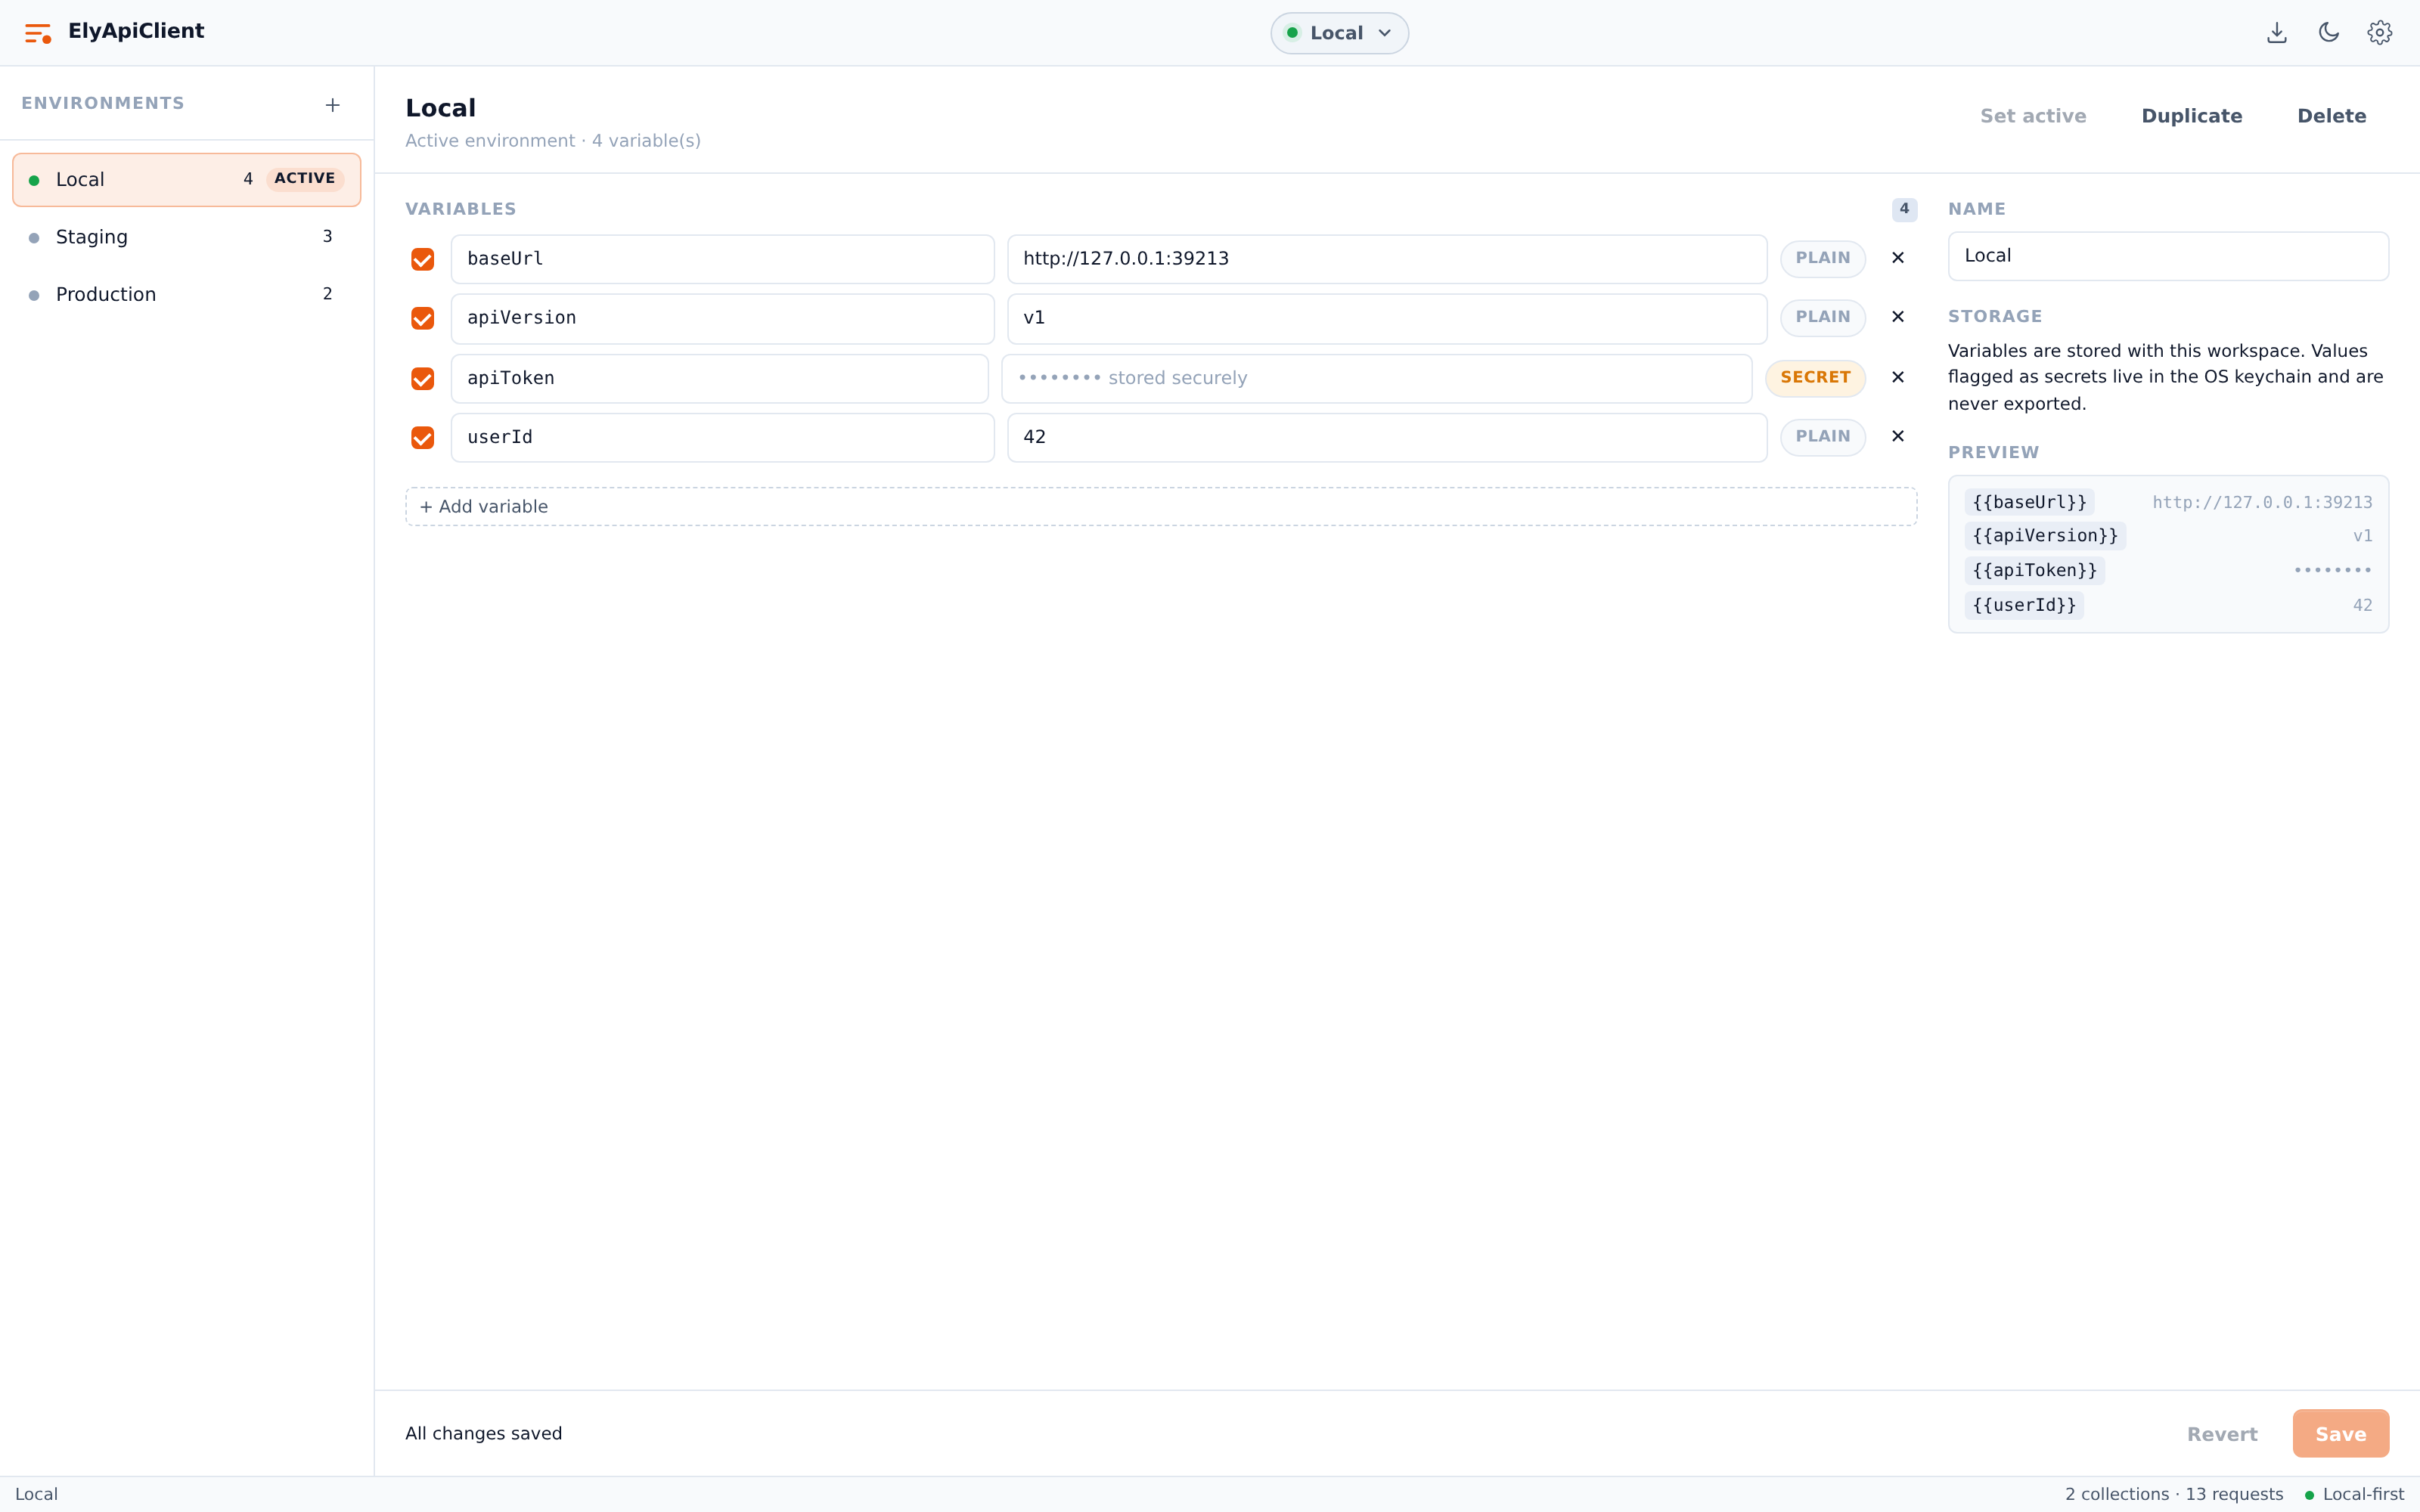 ElyApiClient
Local
ENVIRONMENTS
+
Local 4 ACTIVE
Staging 3
Production 2
Local
Active environment · 4 variable(s)
Set active Duplicate Delete
VARIABLES 4
baseUrl http://127.0.0.1:39213 PLAIN ✕
apiVersion v1 PLAIN ✕
apiToken •••••••• stored securely SECRET ✕
userId 42 PLAIN ✕
+ Add variable
NAME
Local
STORAGE
Variables are stored with this workspace. Values
flagged as secrets live in the OS keychain and are
never exported.
PREVIEW
{{baseUrl}} http://127.0.0.1:39213
{{apiVersion}} v1
{{apiToken}} ••••••••
{{userId}} 42
All changes saved
Revert Save
Local
2 collections · 13 requests Local-first